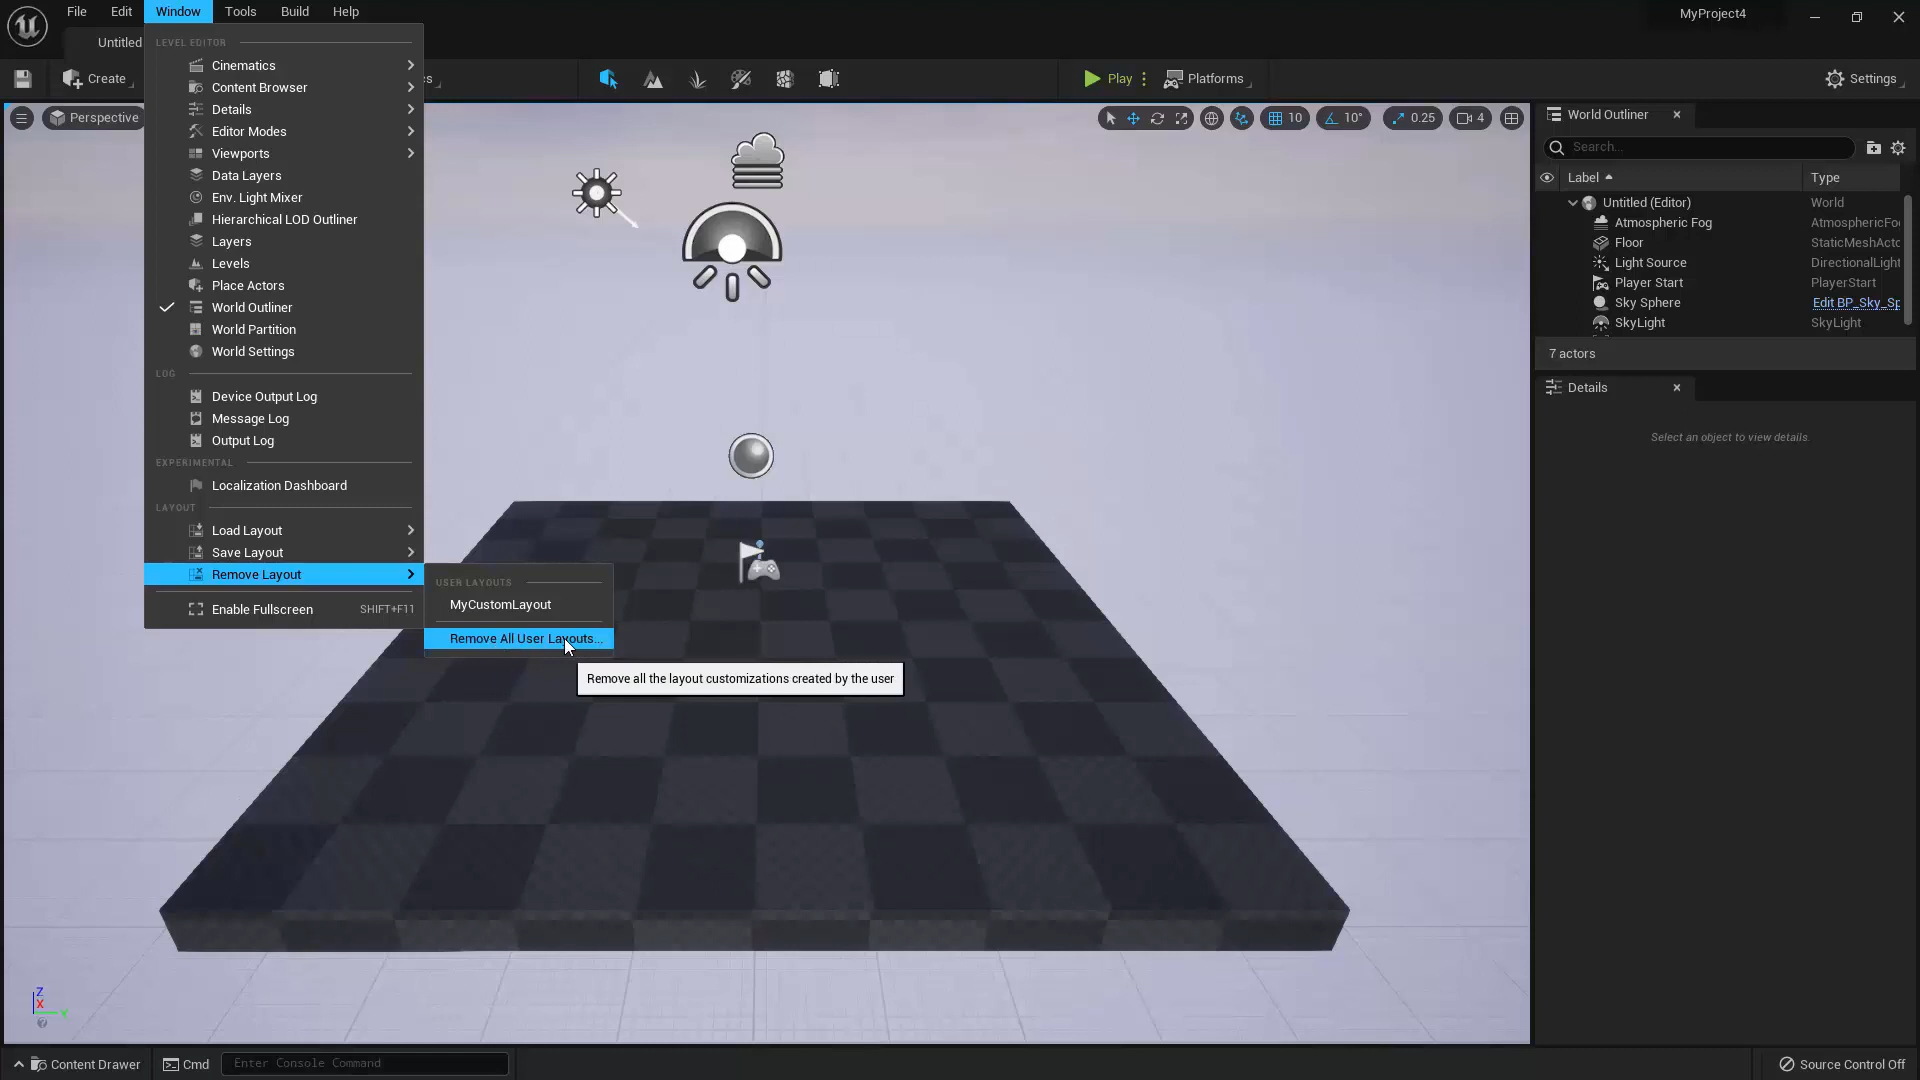 File Edit Window Tools Build Help
MyProject4
Untitled
Create
Play
Platforms
Settings
LEVEL EDITOR
Cinematics
Content Browser
Details
Editor Modes
Viewports
Data Layers
Env. Light Mixer
Hierarchical LOD Outliner
Layers
Levels
Place Actors
World Outliner
World Partition
World Settings
LOG
Device Output Log
Message Log
Output Log
EXPERIMENTAL
Localization Dashboard
LAYOUT
Load Layout
Save Layout
Remove Layout
Enable Fullscreen SHIFT+F11
USER LAYOUTS
MyCustomLayout
Remove All User Layouts...
Remove all the layout customizations created by the user
Perspective
10 10° 0.25 4
World Outliner
Search...
Label Type
Untitled (Editor) World
Atmospheric Fog AtmosphericFo
Floor StaticMeshActo
Light Source DirectionalLight
Player Start PlayerStart
Sky Sphere Edit BP_Sky_Sp
SkyLight SkyLight
7 actors
Details
Select an object to view details.
Z
X
Y
Content Drawer
Cmd
Enter Console Command
Source Control Off